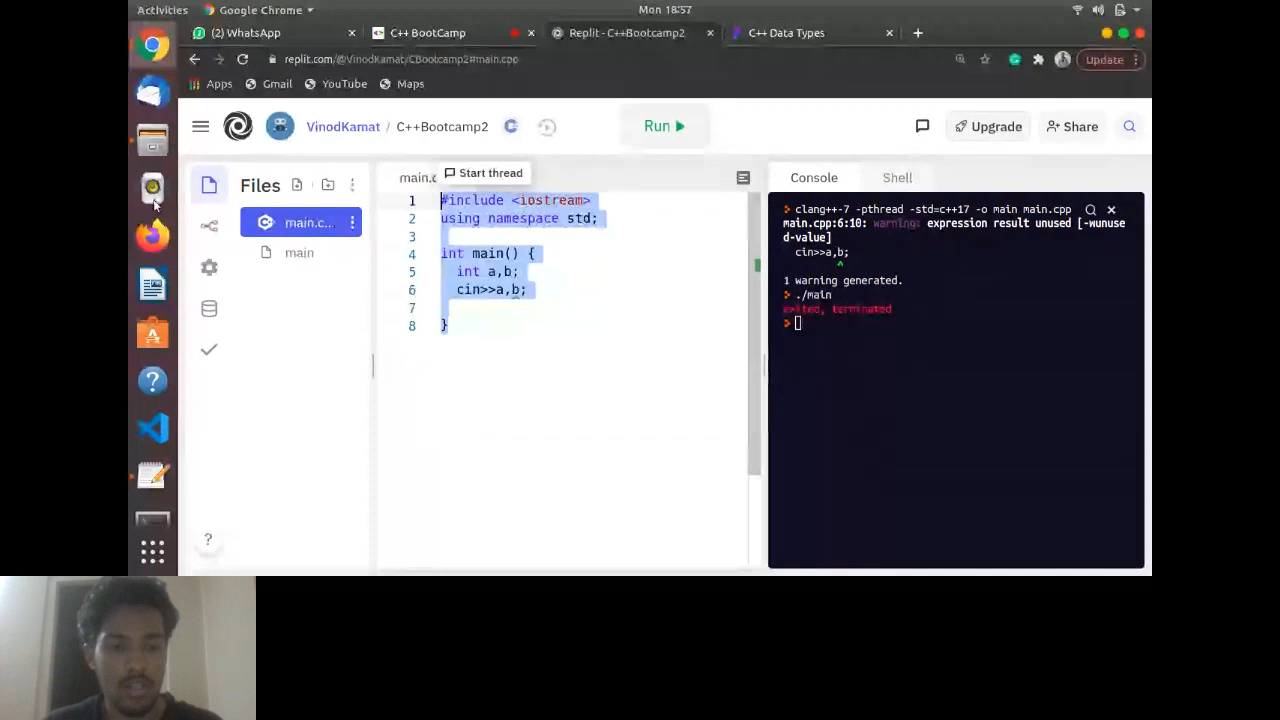 Activities Google Chrome Mon 18:57
(2) WhatsApp × C++ BootCamp × Replit - C++Bootcamp2 × C++ Data Types × +
replit.com/@VinodKamat/CBootcamp2#main.cpp Update
Apps Gmail YouTube Maps
VinodKamat / C++Bootcamp2 Run Upgrade Share
Files main.c Start thread Console Shell
main.c...
main
1 #include <iostream>
2 using namespace std;
3
4 int main() {
5 int a,b;
6 cin>>a,b;
7
8 }
clang++-7 -pthread -std=c++17 -o main main.cpp
main.cpp:6:10: warning: expression result unused [-wunuse
d-value]
cin>>a,b;
^
1 warning generated.
./main
exited, terminated
?